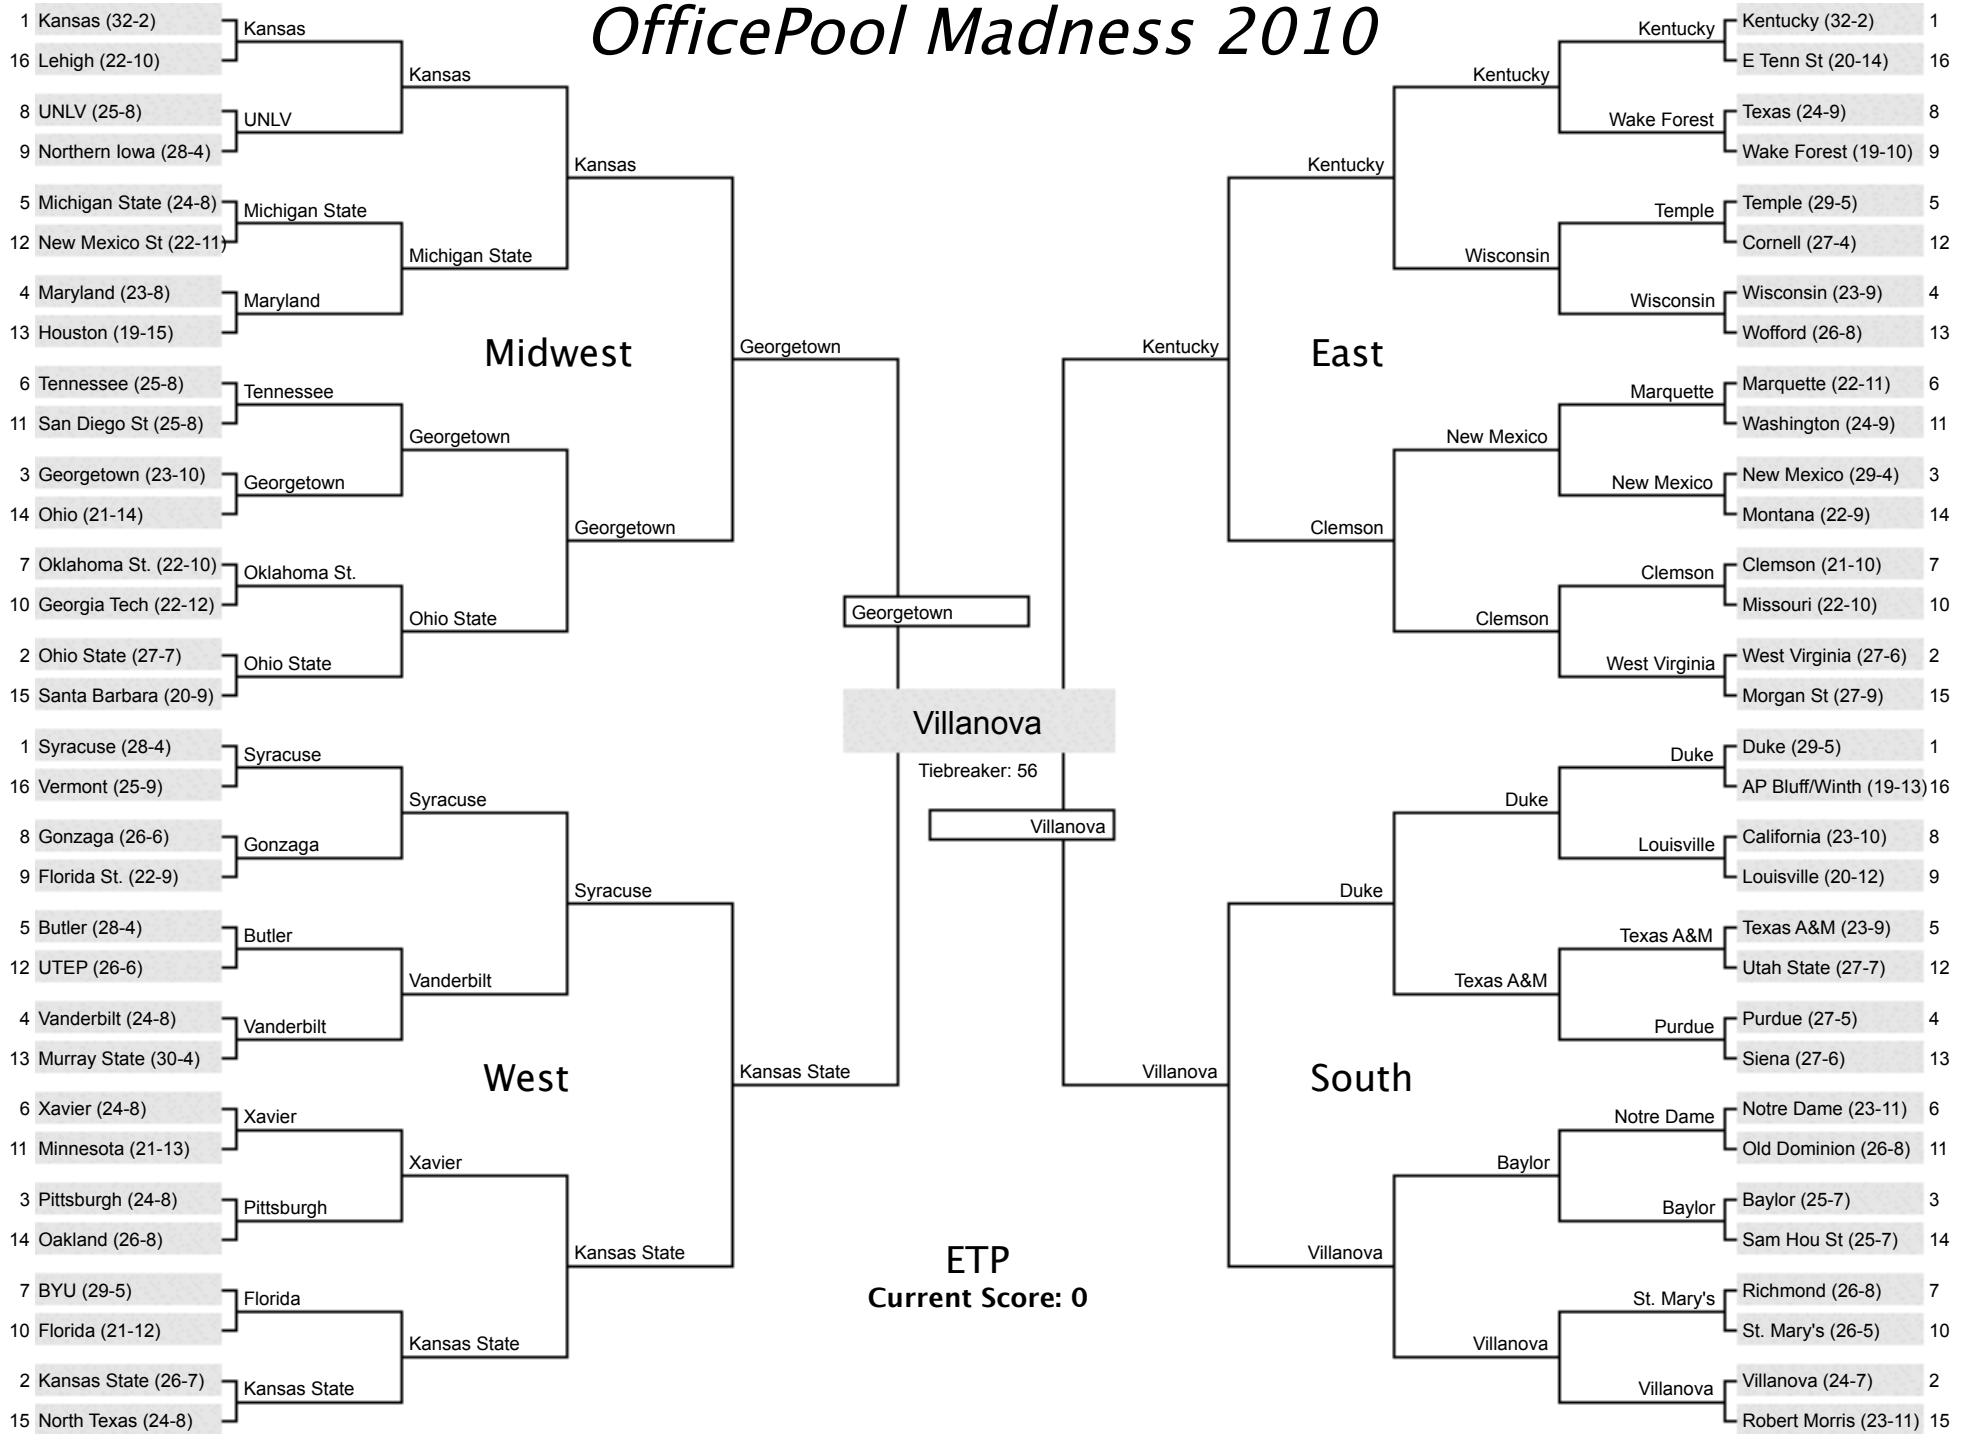 OfficePool Madness 2010
1 Kansas (32-2)
16 Lehigh (22-10)
8 UNLV (25-8)
9 Northern Iowa (28-4)
5 Michigan State (24-8)
12 New Mexico St (22-11)
4 Maryland (23-8)
13 Houston (19-15)
6 Tennessee (25-8)
11 San Diego St (25-8)
3 Georgetown (23-10)
14 Ohio (21-14)
7 Oklahoma St. (22-10)
10 Georgia Tech (22-12)
2 Ohio State (27-7)
15 Santa Barbara (20-9)
Kansas
UNLV
Michigan State
Maryland
Tennessee
Georgetown
Oklahoma St.
Ohio State
Kansas
Michigan State
Georgetown
Ohio State
Kansas
Georgetown
Midwest
Georgetown
1 Syracuse (28-4)
16 Vermont (25-9)
8 Gonzaga (26-6)
9 Florida St. (22-9)
5 Butler (28-4)
12 UTEP (26-6)
4 Vanderbilt (24-8)
13 Murray State (30-4)
6 Xavier (24-8)
11 Minnesota (21-13)
3 Pittsburgh (24-8)
14 Oakland (26-8)
7 BYU (29-5)
10 Florida (21-12)
2 Kansas State (26-7)
15 North Texas (24-8)
Syracuse
Gonzaga
Butler
Vanderbilt
Xavier
Pittsburgh
Florida
Kansas State
Syracuse
Vanderbilt
Xavier
Kansas State
Syracuse
Kansas State
West
Kansas State
Georgetown
Villanova
Tiebreaker: 56
Villanova
ETP
Current Score: 0
Kentucky
East
Kentucky
Clemson
Kentucky
Wisconsin
New Mexico
Clemson
Kentucky
Wake Forest
Temple
Wisconsin
Marquette
New Mexico
Clemson
West Virginia
Kentucky (32-2) 1
E Tenn St (20-14) 16
Texas (24-9) 8
Wake Forest (19-10) 9
Temple (29-5) 5
Cornell (27-4) 12
Wisconsin (23-9) 4
Wofford (26-8) 13
Marquette (22-11) 6
Washington (24-9) 11
New Mexico (29-4) 3
Montana (22-9) 14
Clemson (21-10) 7
Missouri (22-10) 10
West Virginia (27-6) 2
Morgan St (27-9) 15
Villanova
South
Duke
Villanova
Duke
Texas A&M
Baylor
Villanova
Duke
Louisville
Texas A&M
Purdue
Notre Dame
Baylor
St. Mary's
Villanova
Duke (29-5) 1
AP Bluff/Winth (19-13) 16
California (23-10) 8
Louisville (20-12) 9
Texas A&M (23-9) 5
Utah State (27-7) 12
Purdue (27-5) 4
Siena (27-6) 13
Notre Dame (23-11) 6
Old Dominion (26-8) 11
Baylor (25-7) 3
Sam Hou St (25-7) 14
Richmond (26-8) 7
St. Mary's (26-5) 10
Villanova (24-7) 2
Robert Morris (23-11) 15